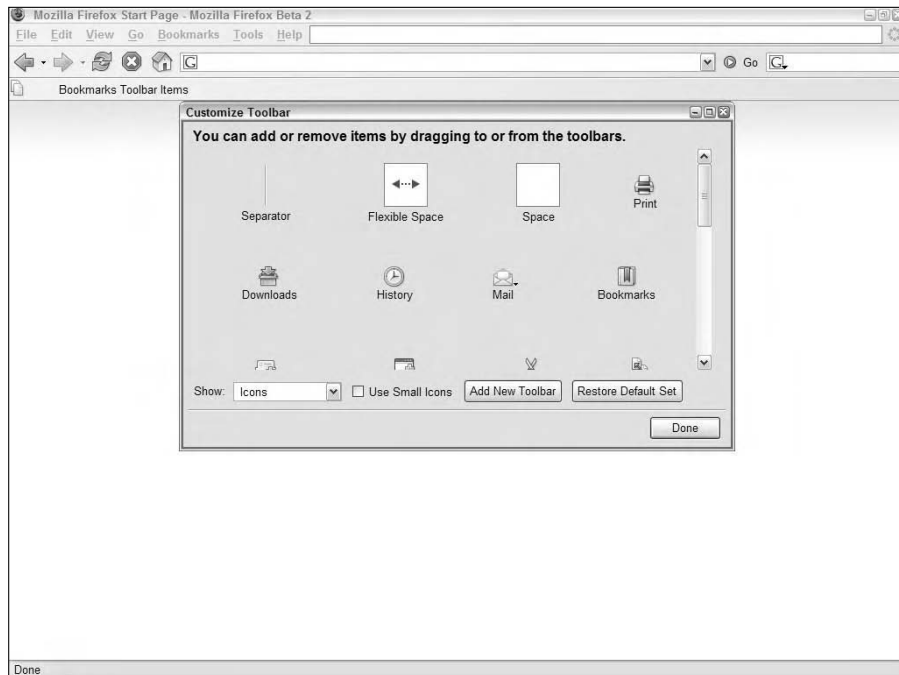 Mozilla Firefox Start Page - Mozilla Firefox Beta 2
File Edit View Go Bookmarks Tools Help
G Go G
Bookmarks Toolbar Items
Customize Toolbar
You can add or remove items by dragging to or from the toolbars.
Separator Flexible Space Space Print
Downloads History Mail Bookmarks
Show: Icons Use Small Icons Add New Toolbar Restore Default Set
Done
Done